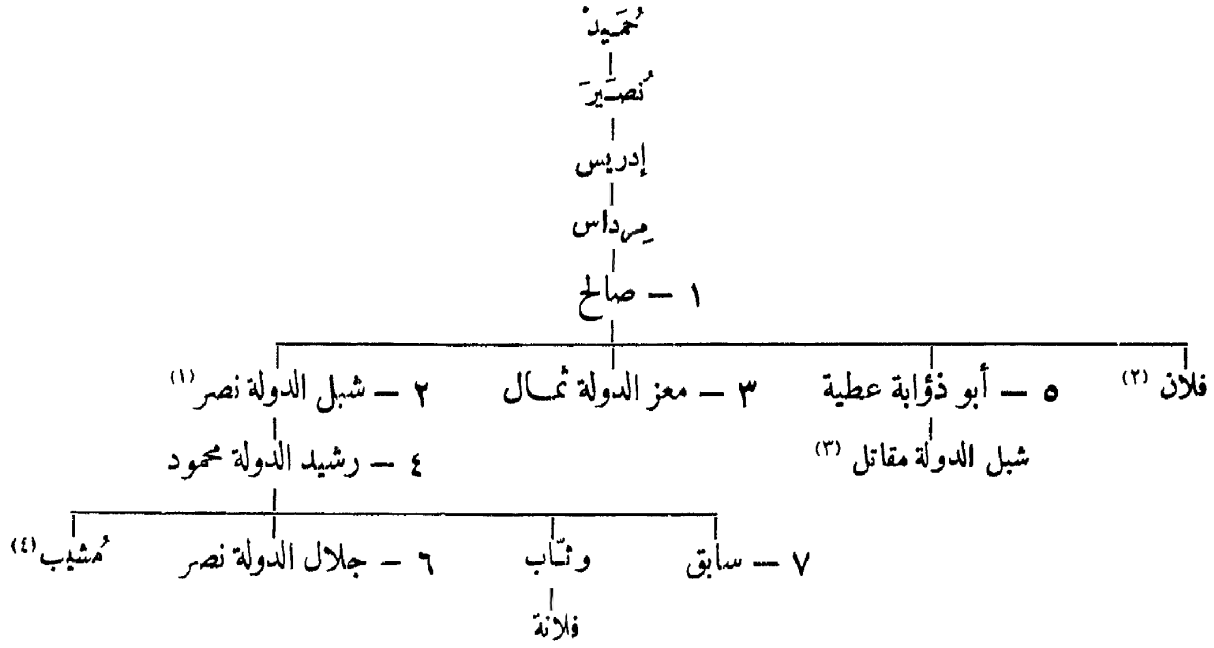 حُمَيدْ
نُصَيرَ
إدريس
مِرداس
١ — صالح
فلان (٢) ٥ — أبو ذؤابة عطية ٣ — معز الدولة ثمال ٢ — شبل الدولة نصر (١)
شبل الدولة مقاتل (٣) ٤ — رشيد الدولة محمود
٧ — سابق وثّاب ٦ — جلال الدولة نصر مُشيب (٤)
فلانة